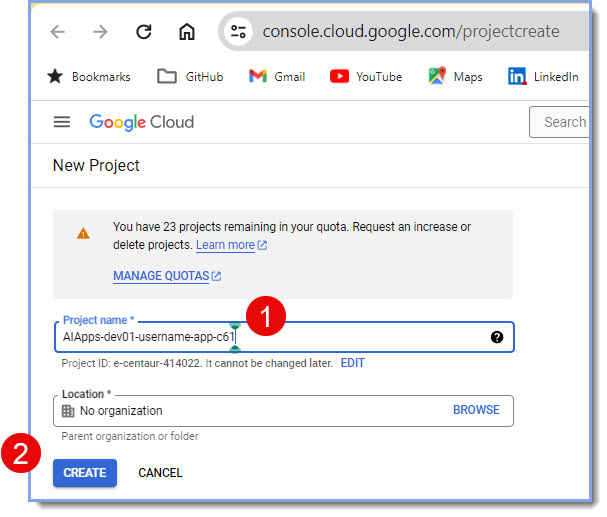 console.cloud.google.com/projectcreate
Bookmarks GitHub Gmail YouTube Maps LinkedIn
Google Cloud Search
New Project
You have 23 projects remaining in your quota. Request an increase or
delete projects. Learn more
MANAGE QUOTAS
1
Project name *
AIApps-dev01-username-app-c61
?
Project ID: e-centaur-414022. It cannot be changed later. EDIT
Location *
No organization BROWSE
Parent organization or folder
2
CREATE CANCEL